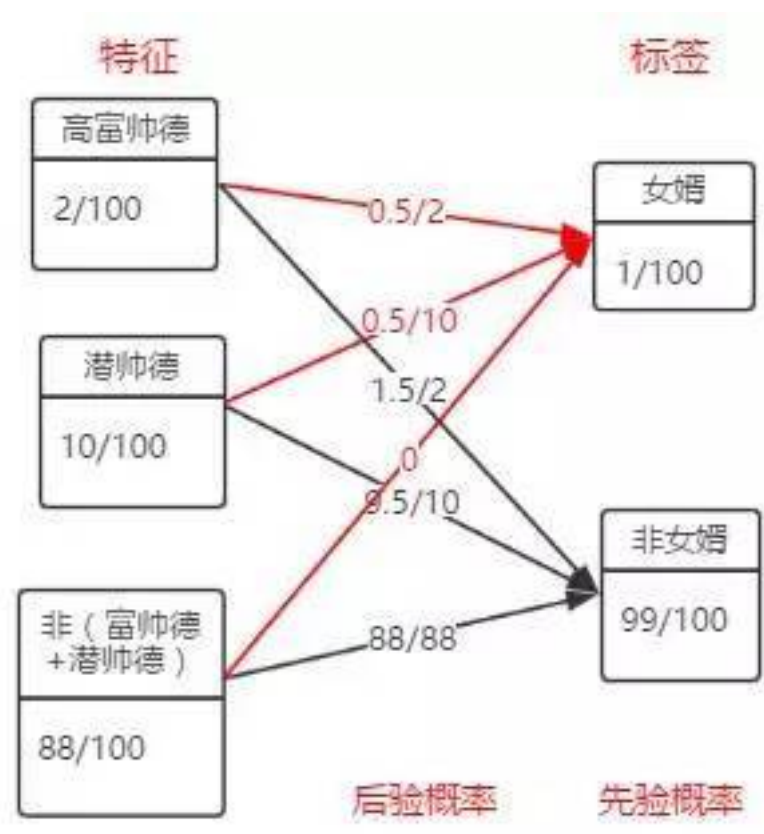 特征
标签
高富帅德
2/100
女婿
1/100
0.5/2
0.5/10
潜帅德
10/100
1.5/2
0
9.5/10
非女婿
99/100
非（富帅德
+潜帅德）
88/100
88/88
后验概率
先验概率